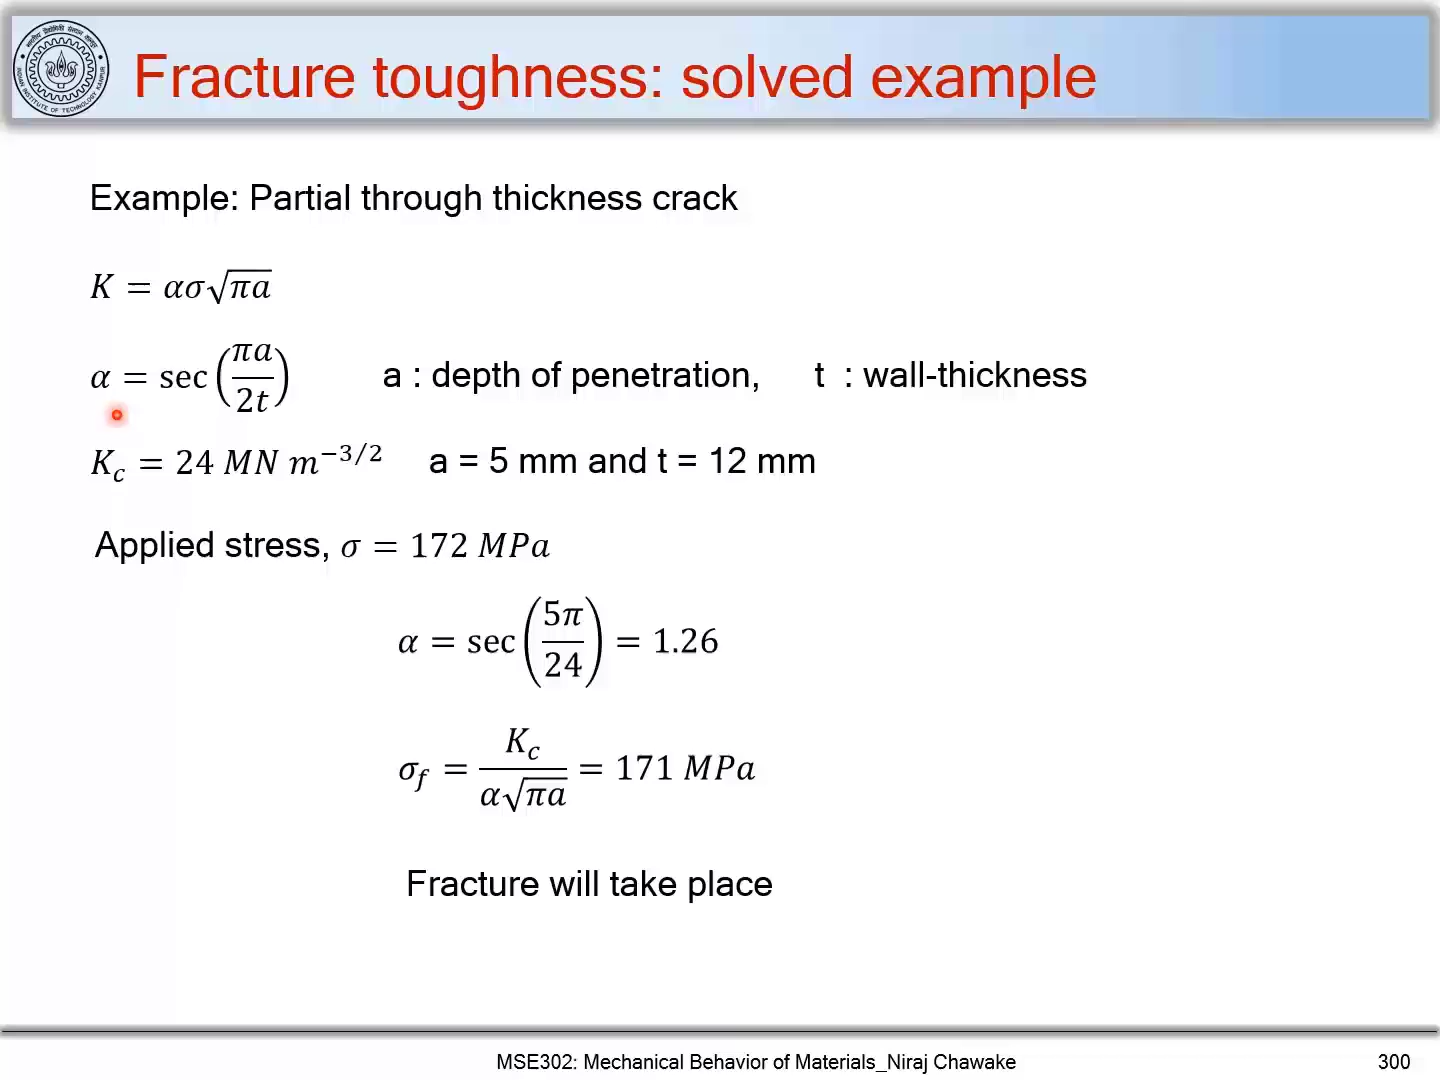 Fracture toughness: solved example
Example: Partial through thickness crack
K = ασ√(πa)
α = sec(πa/2t) a : depth of penetration, t : wall-thickness
K_c = 24 MN m^(−3/2) a = 5 mm and t = 12 mm
Applied stress, σ = 172 MPa
α = sec(5π/24) = 1.26
σ_f = K_c/(α√(πa)) = 171 MPa
Fracture will take place
MSE302: Mechanical Behavior of Materials_Niraj Chawake 300